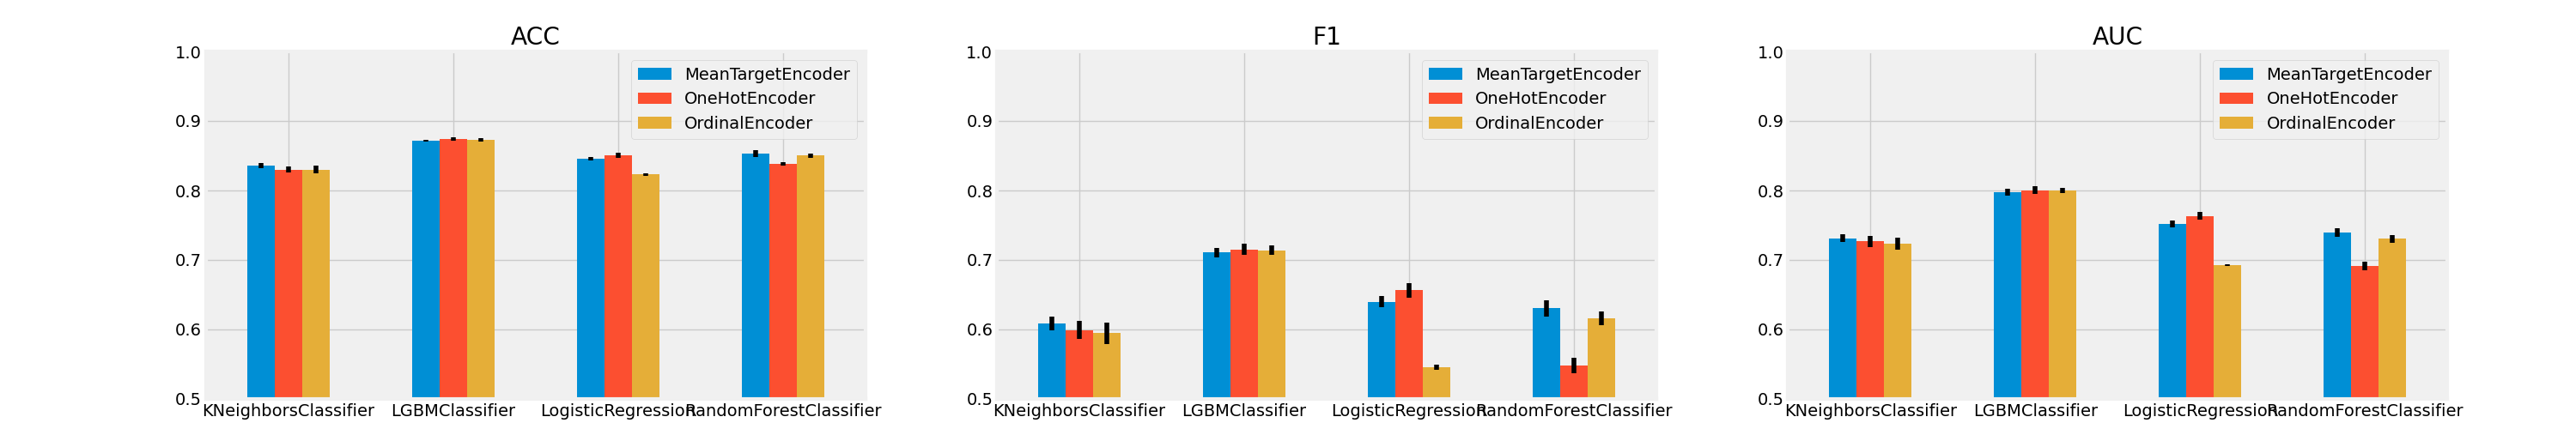 ACC
1.0
0.9
0.8
0.7
0.6
0.5
MeanTargetEncoder
OneHotEncoder
OrdinalEncoder
KNeighborsClassifier
LGBMClassifier
LogisticRegression
RandomForestClassifier
F1
1.0
0.9
0.8
0.7
0.6
0.5
MeanTargetEncoder
OneHotEncoder
OrdinalEncoder
KNeighborsClassifier
LGBMClassifier
LogisticRegression
RandomForestClassifier
AUC
1.0
0.9
0.8
0.7
0.6
0.5
MeanTargetEncoder
OneHotEncoder
OrdinalEncoder
KNeighborsClassifier
LGBMClassifier
LogisticRegression
RandomForestClassifier